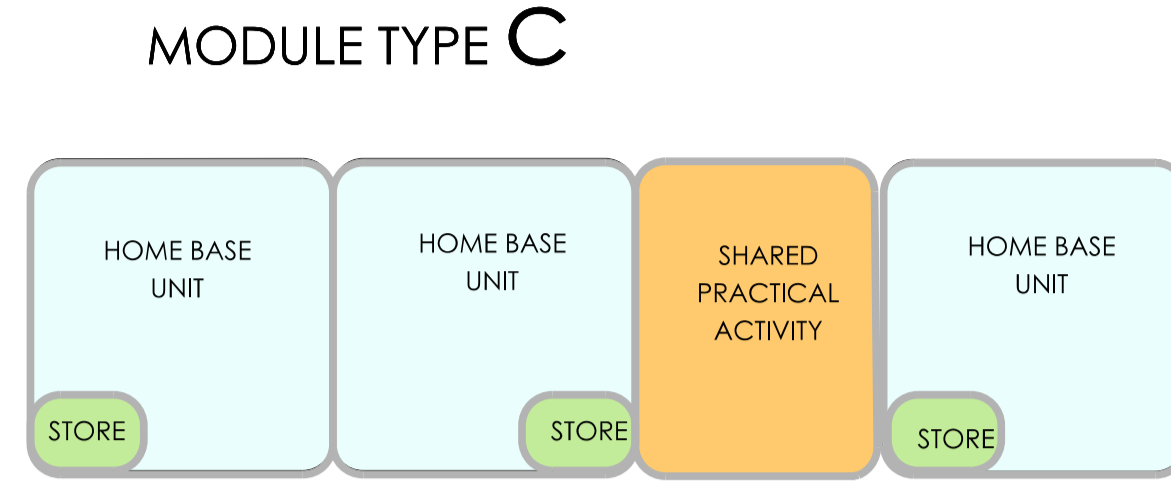 MODULE TYPE C
HOME BASE
UNIT
STORE
HOME BASE
UNIT
STORE
SHARED
PRACTICAL
ACTIVITY
HOME BASE
UNIT
STORE